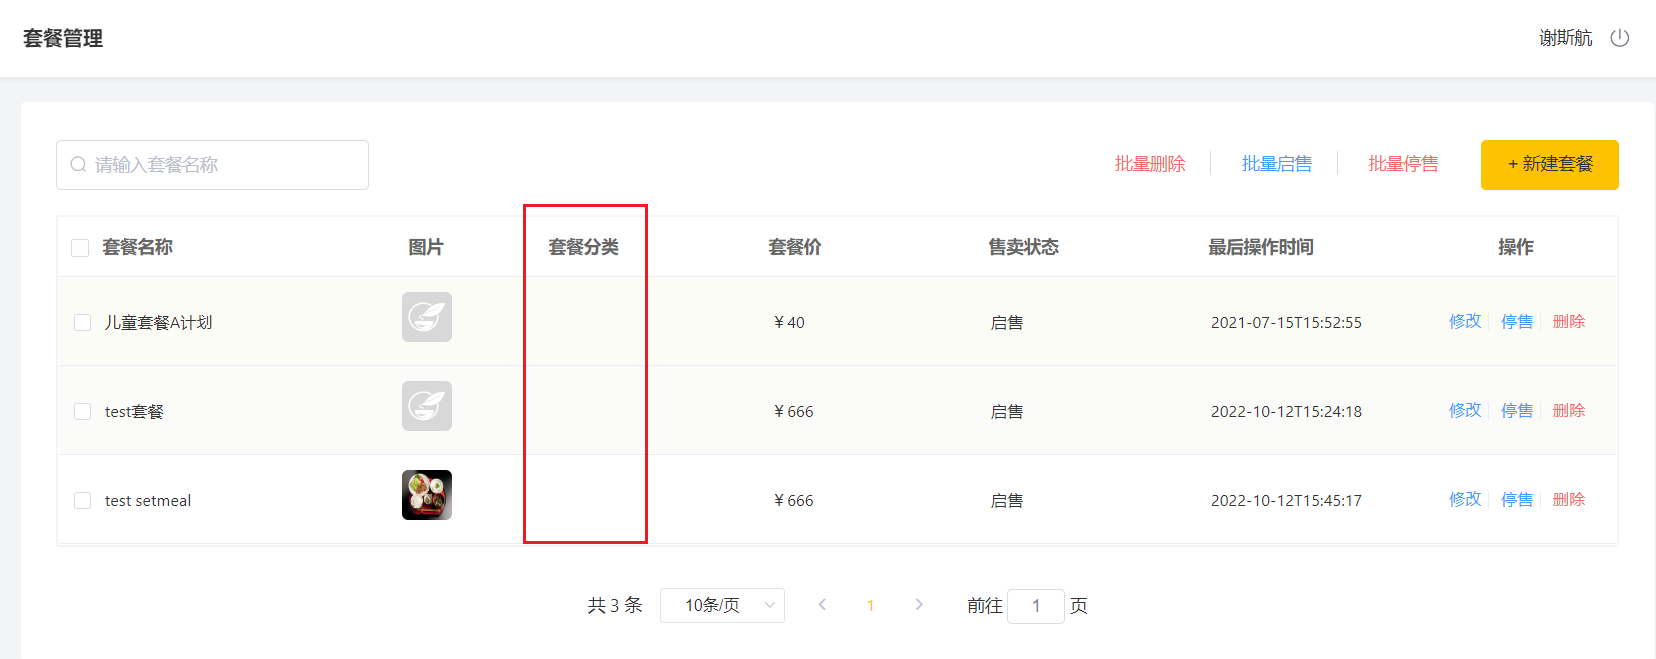 套餐管理 谢斯航
请输入套餐名称 批量删除 批量启售 批量停售 + 新建套餐
套餐名称 图片 套餐分类 套餐价 售卖状态 最后操作时间 操作
儿童套餐A计划 ¥ 40 启售 2021-07-15T15:52:55 修改 停售 删除
test套餐 ¥ 666 启售 2022-10-12T15:24:18 修改 停售 删除
test setmeal ¥ 666 启售 2022-10-12T15:45:17 修改 停售 删除
共 3 条 10条/页 1 前往 1 页